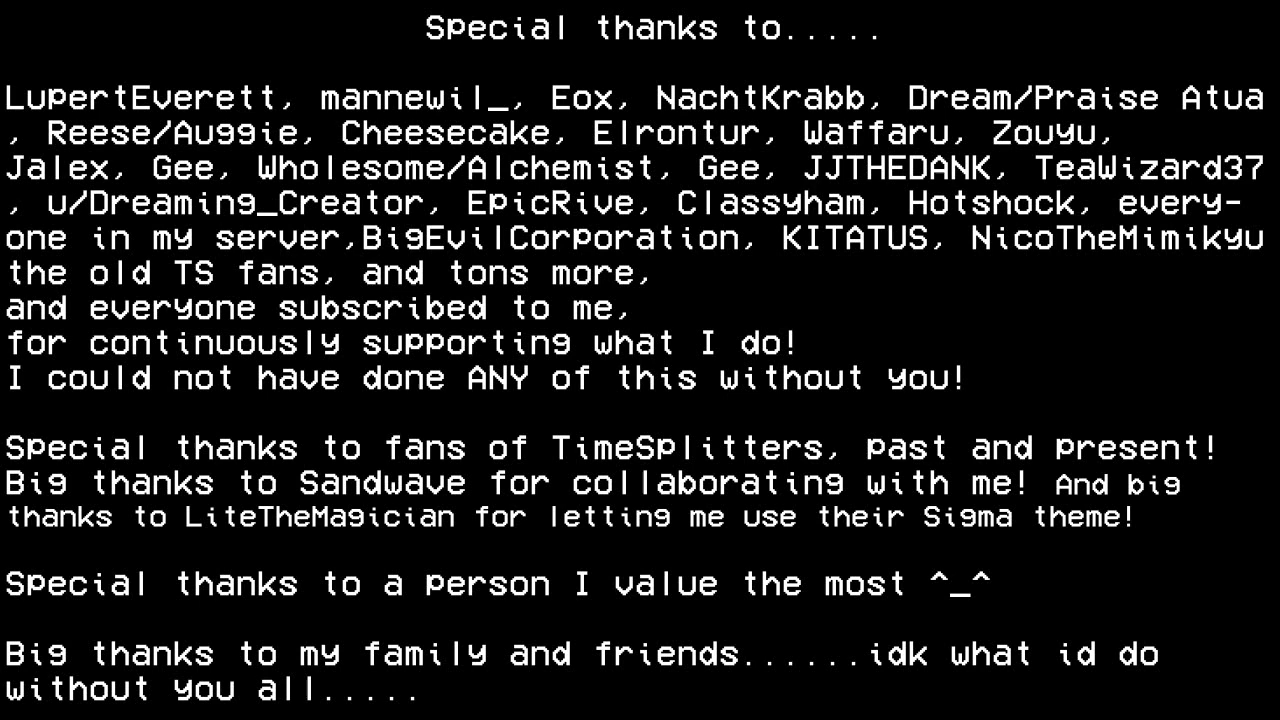 Special thanks to.....
LupertEverett, mannewil_, Eox, NachtKrabb, Dream/Praise Atua
, Reese/Auggie, Cheesecake, Elrontur, Waffaru, Zouyu,
Jalex, Gee, Wholesome/Alchemist, Gee, JJTHEDANK, TeaWizard37
, u/Dreaming_Creator, EpicRive, Classyham, Hotshock, every-
one in my server,BigEvilCorporation, KITATUS, NicoTheMimikyu
the old TS fans, and tons more,
and everyone subscribed to me,
for continuously supporting what I do!
I could not have done ANY of this without you!
Special thanks to fans of TimeSplitters, past and present!
Big thanks to Sandwave for collaborating with me! And big
thanks to LiteTheMagician for letting me use their Sigma theme!
Special thanks to a person I value the most ^_^
Big thanks to my family and friends......idk what id do
without you all.....